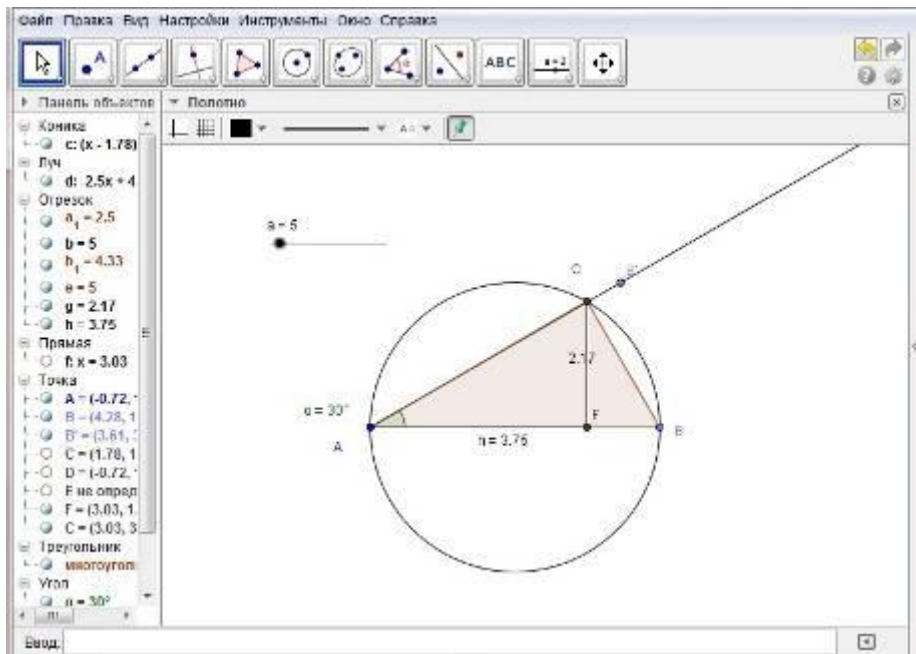 Файл Правка Вид Настройки Инструменты Окно Справка
A
α
ABC
a = 2
Панель объектов
Полотно
Коника
c: (x - 1.78)
Луч
d: 2.5x + 4
Отрезок
a₁ = 2.5
b = 5
b₁ = 4.33
e = 5
g = 2.17
h = 3.75
Прямая
f: x = 3.03
Точка
A = (-0.72,
B = (4.28, 1
B' = (3.61,
C = (1.78, 1
D = (-0.72,
E не опред
F = (3.03, 1.
C = (3.03, 3
Треугольник
многоугол
Угол
α = 30°
a = 5
C
B'
2.17
α = 30°
F
A
h = 3.75
B
Ввод: